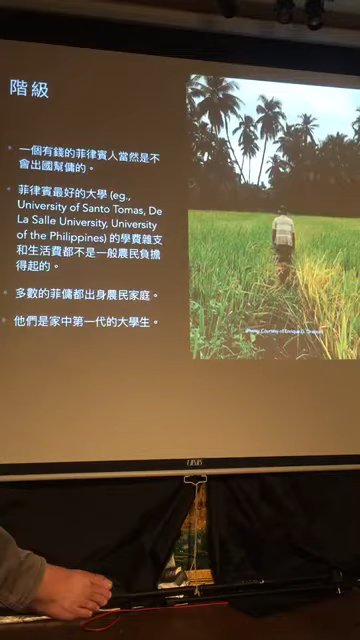 階級
一個有錢的菲律賓人當然是不
會出國幫傭的。
菲律賓最好的大學 (eg.,
University of Santo Tomas, De
La Salle University, University
of the Philippines) 的學費雜支
和生活費都不是一般農民負擔
得起的。
多數的菲傭都出身農民家庭。
他們是家中第一代的大學生。
Photo: Courtesy of Enrique